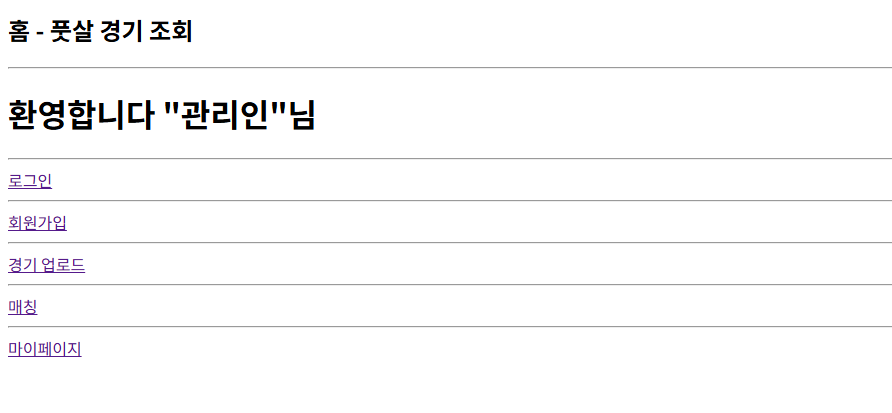 홈 - 풋살 경기 조회
환영합니다 "관리인"님
로그인
회원가입
경기 업로드
매칭
마이페이지